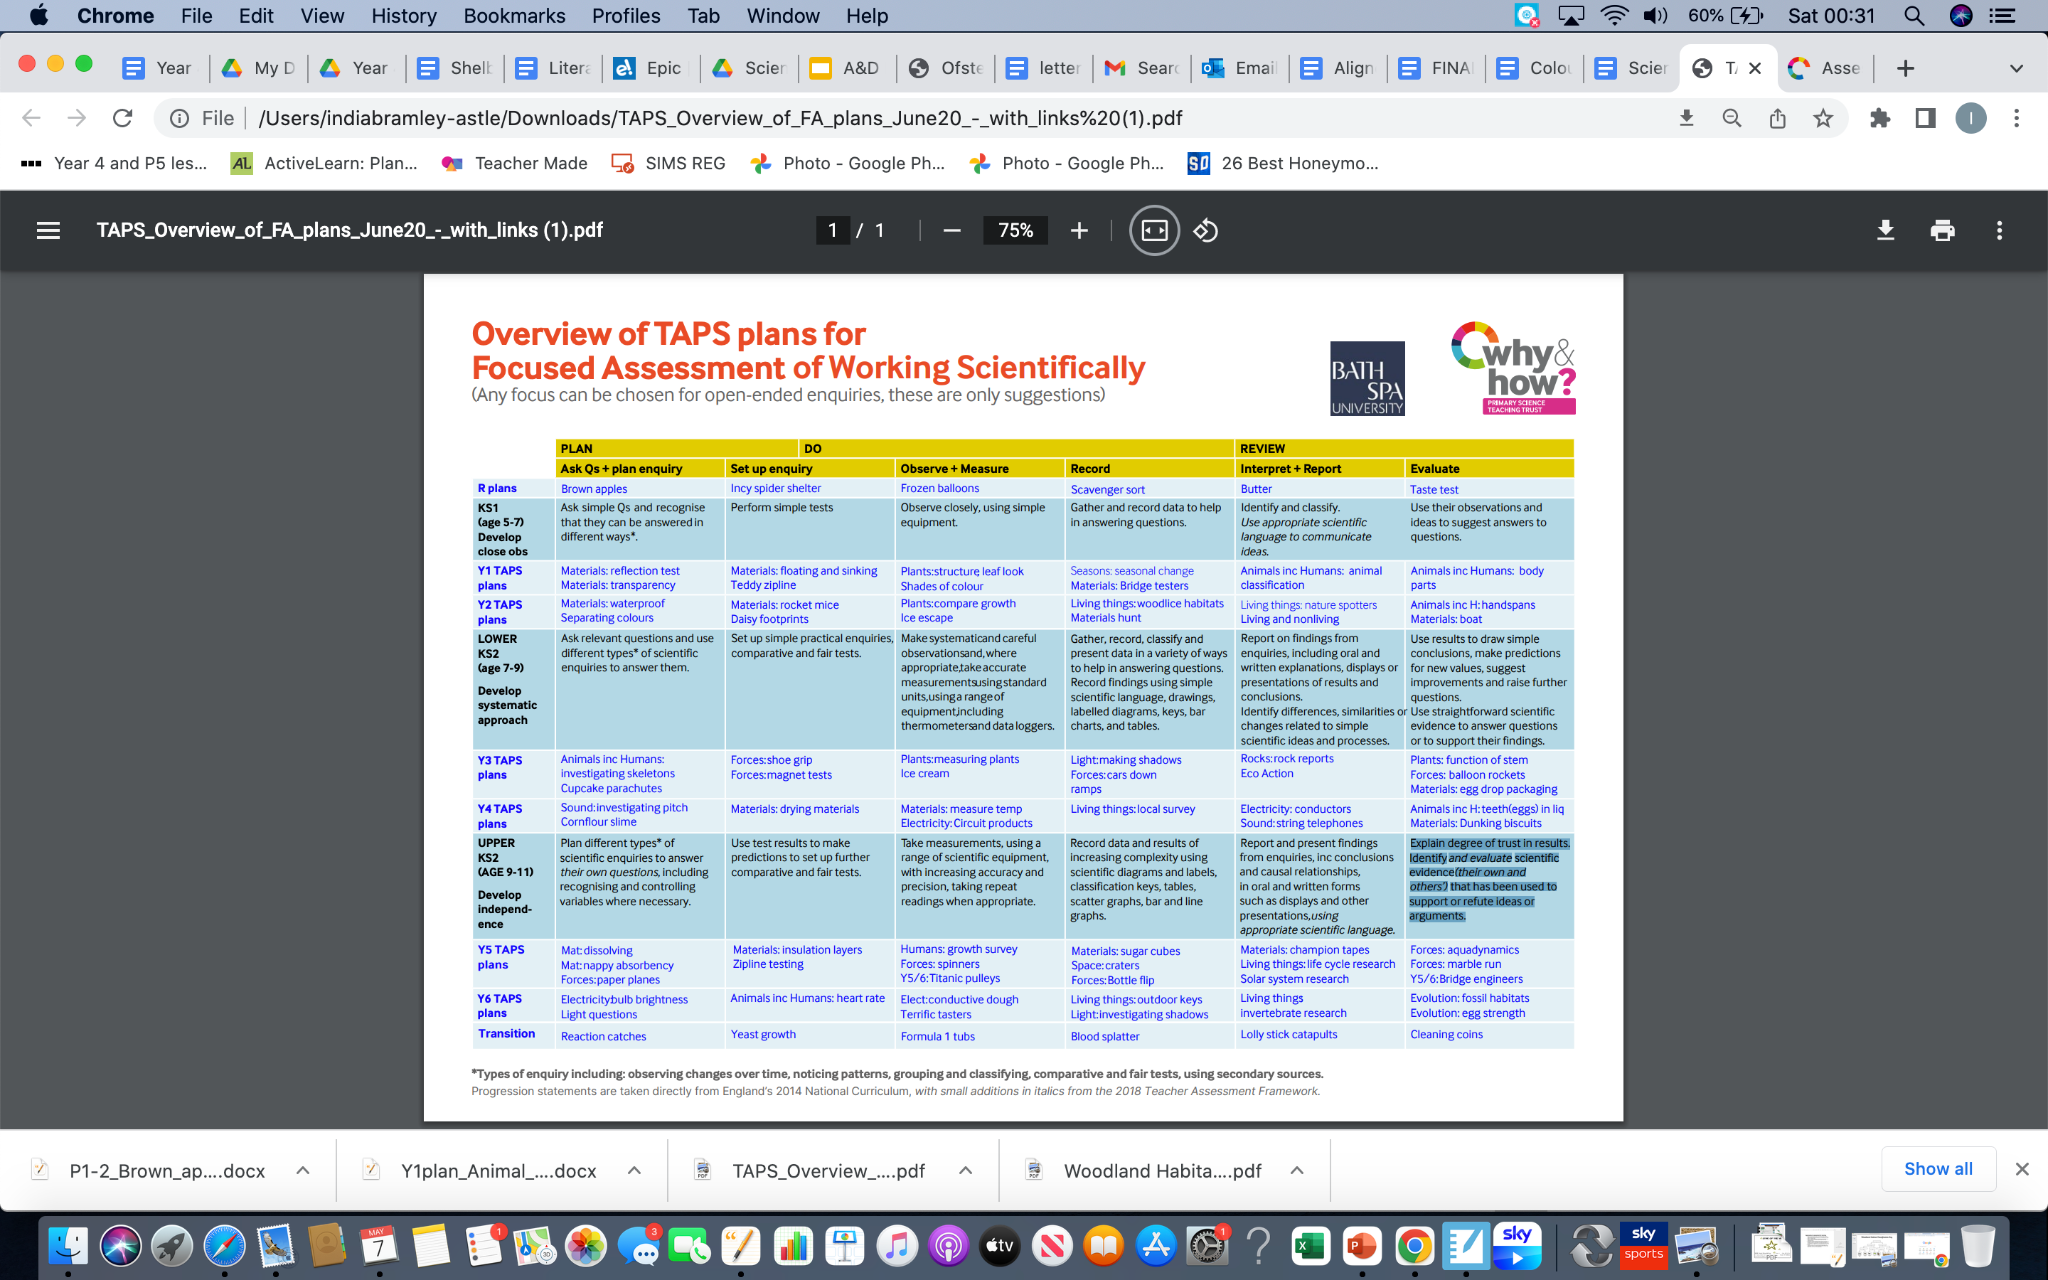 Chrome File Edit View History Bookmarks Profiles Tab Window Help 60% Sat 00:31
Year My D Year Shelb Litera Epic Scien A&D Ofste letter Searc Email Align FINA Colou Scien TA Asse
File /Users/indiabramley-astle/Downloads/TAPS_Overview_of_FA_plans_June20_-_with_links%20(1).pdf
Year 4 and P5 les... ActiveLearn: Plan... Teacher Made SIMS REG Photo - Google Ph... Photo - Google Ph... 26 Best Honeymo...
TAPS_Overview_of_FA_plans_June20_-_with_links (1).pdf 1 / 1 75%
Overview of TAPS plans for
Focused Assessment of Working Scientifically
(Any focus can be chosen for open-ended enquiries, these are only suggestions)
BATH
SPA
UNIVERSITY
why&
how?
PRIMARY SCIENCE
TEACHING TRUST
PLAN DO REVIEW
Ask Qs + plan enquiry Set up enquiry Observe + Measure Record Interpret + Report Evaluate
R plans Brown apples Incy spider shelter Frozen balloons Scavenger sort Butter Taste test
KS1
(age 5-7)
Develop
close obs
Ask simple Qs and recognise
that they can be answered in
different ways*.
Perform simple tests
Observe closely, using simple
equipment.
Gather and record data to help
in answering questions.
Identify and classify.
Use appropriate scientific
language to communicate
ideas.
Use their observations and
ideas to suggest answers to
questions.
Y1 TAPS
plans
Materials: reflection test
Materials: transparency
Materials: floating and sinking
Teddy zipline
Plants:structure leaf look
Shades of colour
Seasons: seasonal change
Materials: Bridge testers
Animals inc Humans: animal
classification
Animals inc Humans: body
parts
Y2 TAPS
plans
Materials: waterproof
Separating colours
Materials: rocket mice
Daisy footprints
Plants:compare growth
Ice escape
Living things:woodlice habitats
Materials hunt
Living things: nature spotters
Living and nonliving
Animals inc H:handspans
Materials: boat
LOWER
KS2
(age 7-9)
Develop
systematic
approach
Ask relevant questions and use
different types* of scientific
enquiries to answer them.
Set up simple practical enquiries,
comparative and fair tests.
Make systematicand careful
observationsand, where
appropriate,takeaccurate
measurementsusingstandard
units,usingarangeof
equipment,including
thermometersand dataloggers.
Gather, record, classify and
present data in a variety of ways
to help in answering questions.
Record findings using simple
scientific language, drawings,
labelled diagrams, keys, bar
charts, and tables.
Report on findings from
enquiries, including oral and
written explanations, displays or
presentations of results and
conclusions.
Identify differences, similarities or
changes related to simple
scientific ideas and processes.
Use results to draw simple
conclusions, make predictions
for new values, suggest
improvements and raise further
questions.
Use straightforward scientific
evidence to answer questions
or to support their findings.
Y3 TAPS
plans
Animals inc Humans:
investigating skeletons
Cupcake parachutes
Forces:shoe grip
Forces:magnet tests
Plants:measuring plants
Ice cream
Light:making shadows
Forces:cars down
ramps
Rocks:rock reports
Eco Action
Plants: function of stem
Forces: balloon rockets
Materials: egg drop packaging
Y4 TAPS
plans
Sound:investigating pitch
Cornflour slime
Materials: drying materials
Materials: measure temp
Electricity:Circuit products
Living things:local survey
Electricity: conductors
Sound:string telephones
Animals inc H:teeth(eggs) in liq
Materials: Dunking biscuits
UPPER
KS2
(AGE 9-11)
Develop
independ-
ence
Plan different types* of
scientific enquiries to answer
their own questions, including
recognising and controlling
variables where necessary.
Use test results to make
predictions to set up further
comparative and fair tests.
Take measurements, using a
range of scientific equipment,
with increasing accuracy and
precision, taking repeat
readings when appropriate.
Record data and results of
increasing complexity using
scientific diagrams and labels,
classification keys, tables,
scatter graphs, bar and line
graphs.
Report and present findings
from enquiries, inc conclusions
and causal relationships,
in oral and written forms
such as displays and other
presentations,using
appropriate scientific language.
Explain degree of trust in results.
Identify and evaluate scientific
evidence(their own and
others') that has been used to
support or refute ideas or
arguments.
Y5 TAPS
plans
Mat:dissolving
Mat:nappy absorbency
Forces:paper planes
Materials: insulation layers
Zipline testing
Humans: growth survey
Forces: spinners
Y5/6:Titanic pulleys
Materials: sugar cubes
Space:craters
Forces:Bottle flip
Materials: champion tapes
Living things:life cycle research
Solar system research
Forces: aquadynamics
Forces: marble run
Y5/6:Bridge engineers
Y6 TAPS
plans
Electricity:bulb brightness
Light questions
Animals inc Humans: heart rate
Elect:conductive dough
Terrific tasters
Living things:outdoor keys
Light:investigating shadows
Living things
invertebrate research
Evolution: fossil habitats
Evolution: egg strength
Transition Reaction catches Yeast growth Formula 1 tubs Blood splatter Lolly stick catapults Cleaning coins
*Types of enquiry including: observing changes over time, noticing patterns, grouping and classifying, comparative and fair tests, using secondary sources.
Progression statements are taken directly from England's 2014 National Curriculum, with small additions in italics from the 2018 Teacher Assessment Framework.
P1-2_Brown_ap....docx Y1plan_Animal_....docx TAPS_Overview_....pdf Woodland Habita....pdf Show all
MAY
7
1
3
tv
1
sky
sky
sports